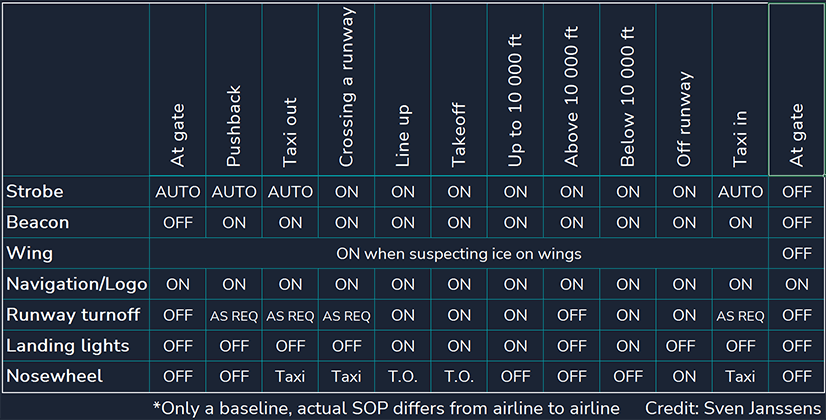 At gate Pushback Taxi out Crossing a runway Line up Takeoff Up to 10 000 ft Above 10 000 ft Below 10 000 ft Off runway Taxi in At gate
Strobe AUTO AUTO AUTO ON ON ON ON ON ON ON AUTO OFF
Beacon OFF ON ON ON ON ON ON ON ON ON ON OFF
Wing ON when suspecting ice on wings OFF
Navigation/Logo ON ON ON ON ON ON ON ON ON ON ON ON
Runway turnoff OFF AS REQ AS REQ AS REQ ON ON ON OFF ON ON AS REQ OFF
Landing lights OFF OFF OFF OFF ON ON ON OFF ON OFF OFF OFF
Nosewheel OFF OFF Taxi Taxi T.O. T.O. OFF OFF OFF ON Taxi OFF
*Only a baseline, actual SOP differs from airline to airline Credit: Sven Janssens